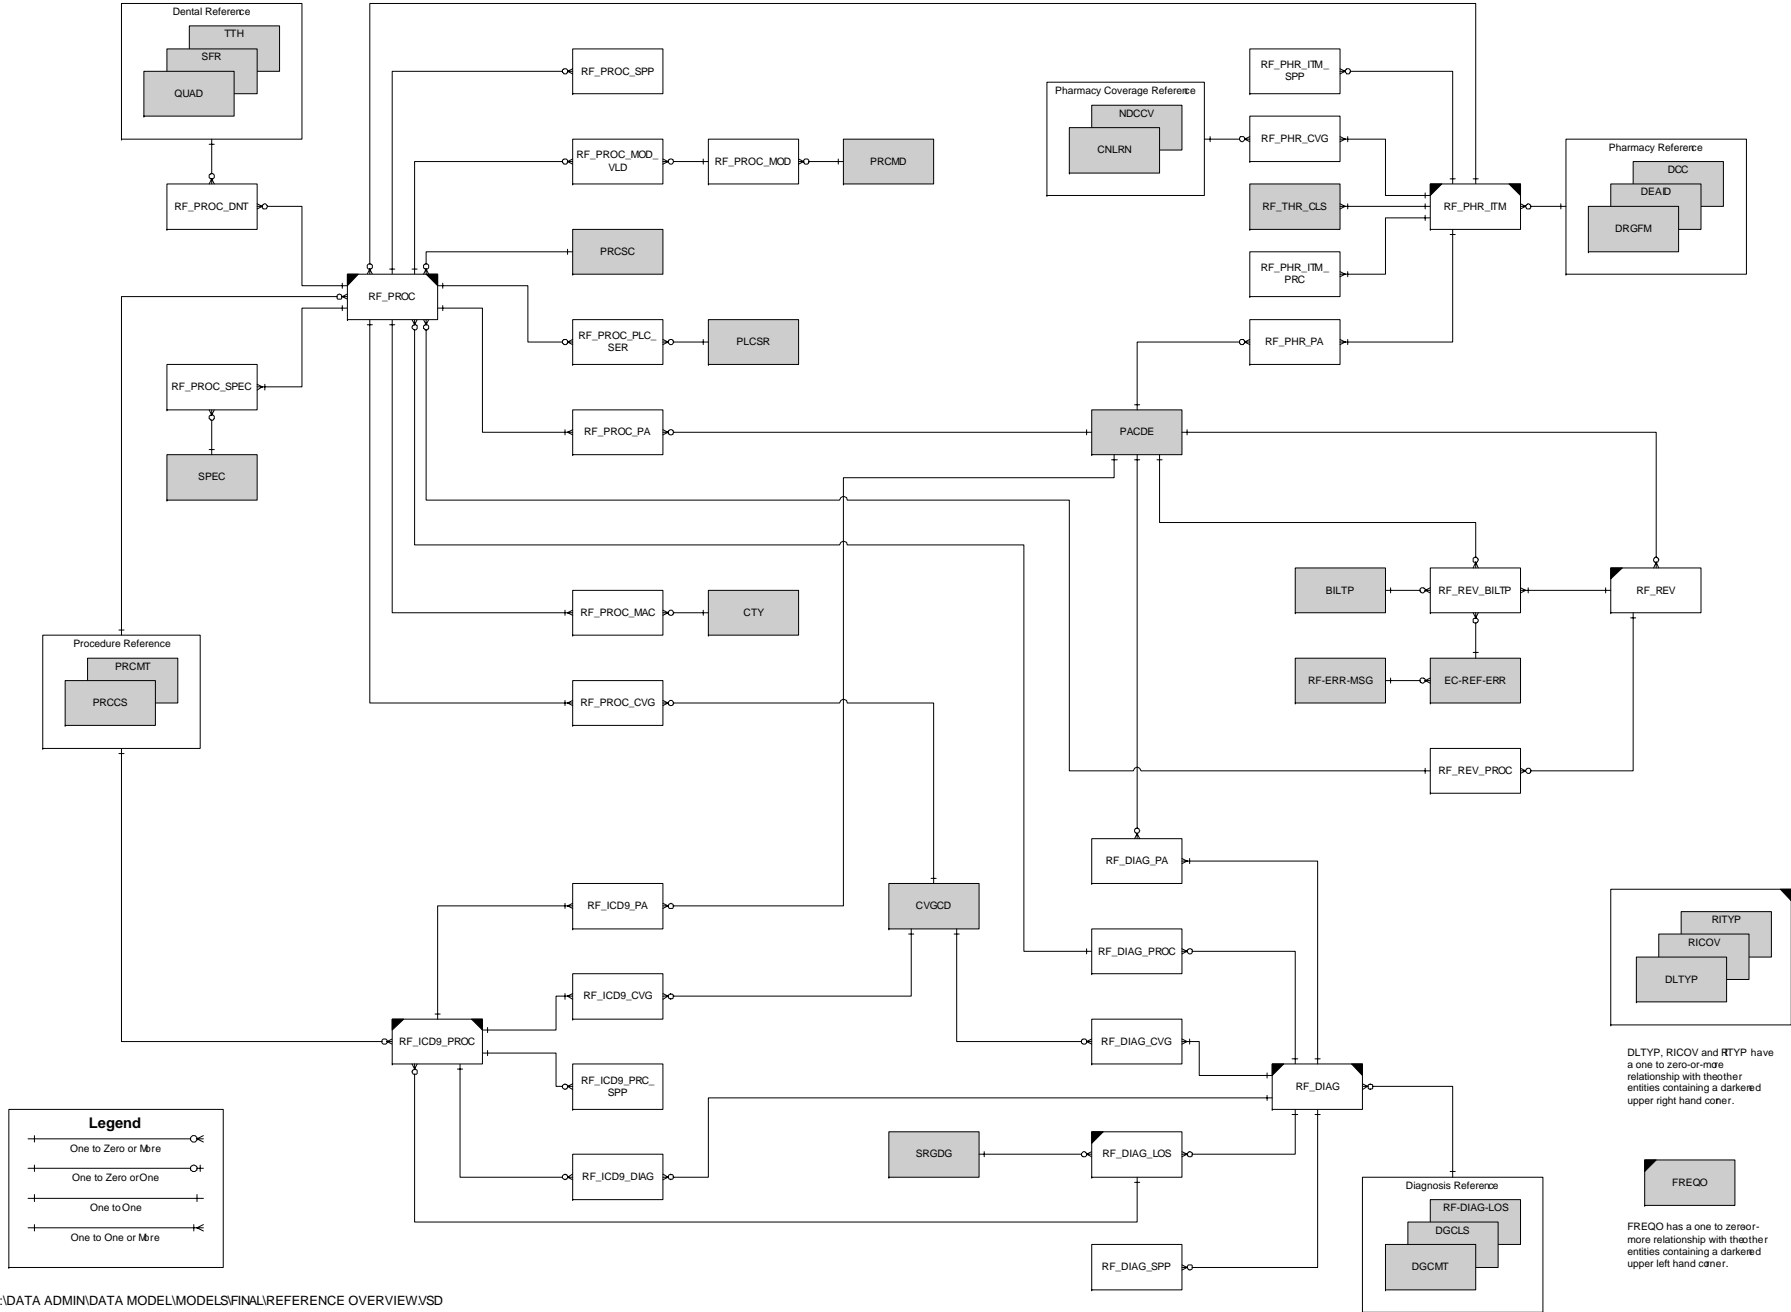 Dental Reference
TTH
SFR
QUAD
RF_PROC_SPP
RF_PHR_ITM_
SPP
Pharmacy Coverage Reference
NDCCV
CNLRN
RF_PHR_CVG
Pharmacy Reference
DCC
DEAID
DRGFM
RF_PROC_MOD_
VLD
RF_PROC_MOD
PRCMD
RF_PROC_DNT
RF_THR_CLS
RF_PHR_ITM
PRCSC
RF_PHR_ITM_
PRC
RF_PROC
RF_PROC_PLC_
SER
PLCSR
RF_PHR_PA
RF_PROC_SPEC
RF_PROC_PA
PACDE
SPEC
BILTP
RF_REV_BILTP
RF_REV
RF_PROC_MAC
CTY
Procedure Reference
PRCMT
PRCCS
RF-ERR-MSG
EC-REF-ERR
RF_PROC_CVG
RF_REV_PROC
RF_DIAG_PA
RF_ICD9_PA
CVGCD
RITYP
RICOV
DLTYP
RF_DIAG_PROC
RF_ICD9_CVG
RF_ICD9_PROC
RF_DIAG_CVG
RF_ICD9_PRC_
SPP
RF_DIAG
DLTYP, RICOV and RITYP have
a one to zero-or-more
relationship with the other
entities containing a darkened
upper right hand corner.
Legend
One to Zero or More
One to Zero or One
One to One
One to One or More
SRGDG
RF_DIAG_LOS
RF_ICD9_DIAG
Diagnosis Reference
RF-DIAG-LOS
DGCLS
DGCMT
FREQO
FREQO has a one to zero-or-
more relationship with the other
entities containing a darkened
upper left hand corner.
RF_DIAG_SPP
:\DATA ADMIN\DATA MODEL\MODELS\FINAL\REFERENCE OVERVIEW.VSD